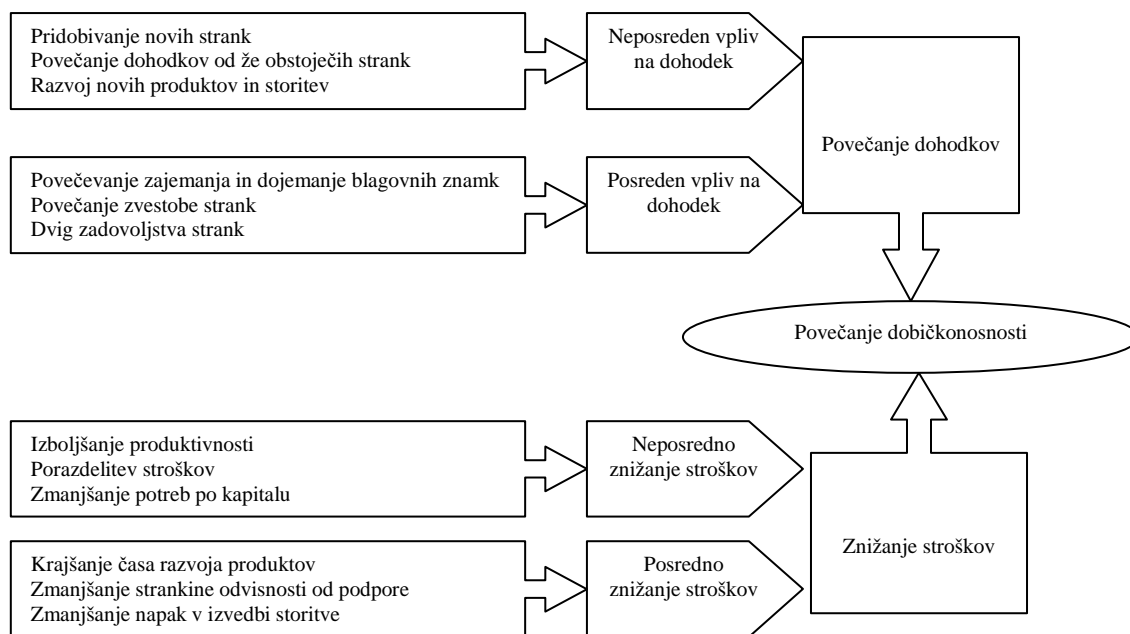 Pridobivanje novih strank
Povečanje dohodkov od že obstoječih strank
Razvoj novih produktov in storitev
Neposreden vpliv
na dohodek
Povečanje dohodkov
Povečevanje zajemanja in dojemanje blagovnih znamk
Povečanje zvestobe strank
Dvig zadovoljstva strank
Posreden vpliv na
dohodek
Povečanje dobičkonosnosti
Izboljšanje produktivnosti
Porazdelitev stroškov
Zmanjšanje potreb po kapitalu
Neposredno
znižanje stroškov
Znižanje stroškov
Krajšanje časa razvoja produktov
Zmanjšanje strankine odvisnosti od podpore
Zmanjšanje napak v izvedbi storitve
Posredno
znižanje stroškov